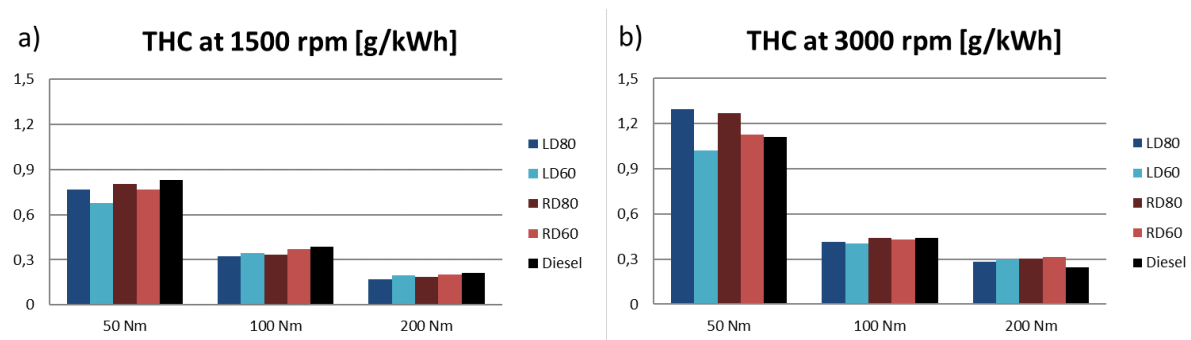 a)
THC at 1500 rpm [g/kWh]
1,5
1,2
0,9
0,6
0,3
0
50 Nm
100 Nm
200 Nm
LD80
LD60
RD80
RD60
Diesel
b)
THC at 3000 rpm [g/kWh]
1,5
1,2
0,9
0,6
0,3
0
50 Nm
100 Nm
200 Nm
LD80
LD60
RD80
RD60
Diesel